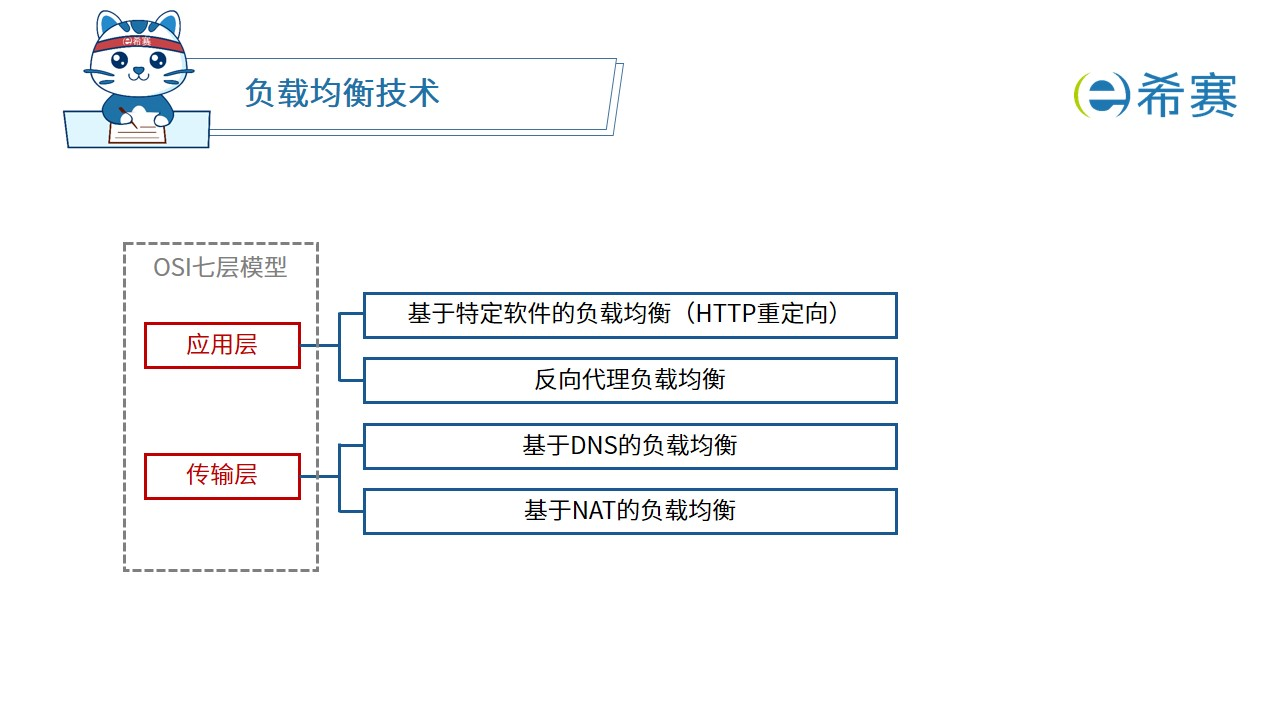 希赛
负载均衡技术
e希赛
OSI七层模型
应用层
基于特定软件的负载均衡（HTTP重定向）
反向代理负载均衡
传输层
基于DNS的负载均衡
基于NAT的负载均衡